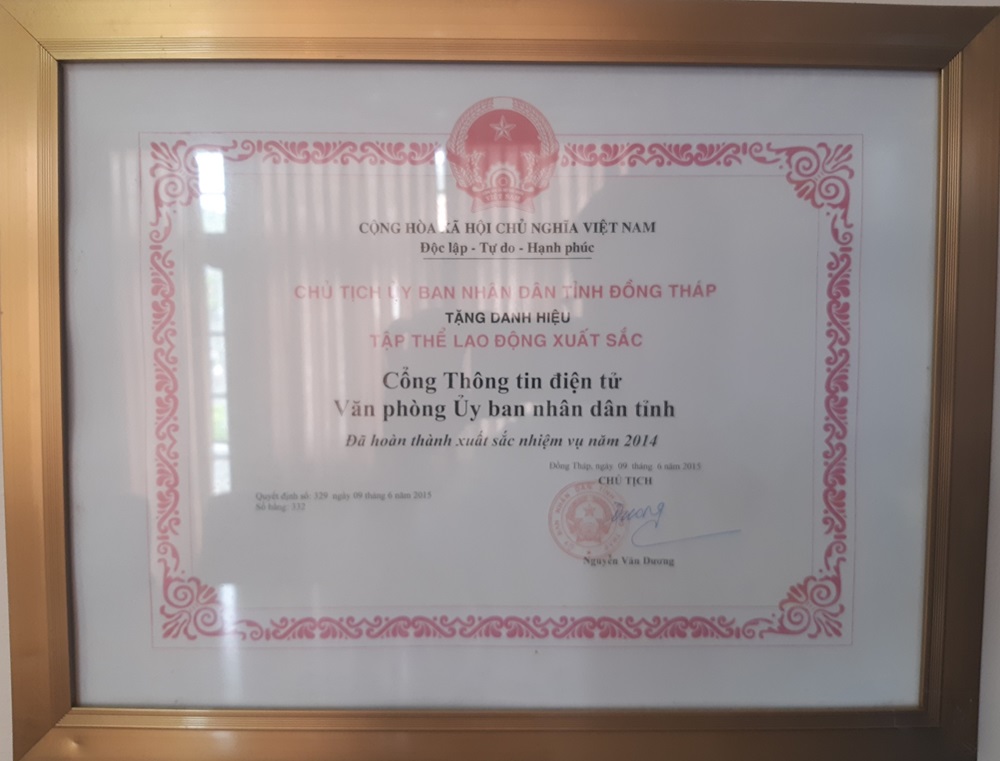 VIỆT NAM
CỘNG HÒA XÃ HỘI CHỦ NGHĨA VIỆT NAM
Độc lập - Tự do - Hạnh phúc
CHỦ TỊCH ỦY BAN NHÂN DÂN TỈNH ĐỒNG THÁP
TẶNG DANH HIỆU
TẬP THỂ LAO ĐỘNG XUẤT SẮC
Cổng Thông tin điện tử
Văn phòng Ủy ban nhân dân tỉnh
Đã hoàn thành xuất sắc nhiệm vụ năm 2014
Đồng Tháp, ngày 09 tháng 6 năm 2015
CHỦ TỊCH
Quyết định số: 329 ngày 09 tháng 6 năm 2015
Số bằng: 332
Nguyễn Văn Dương